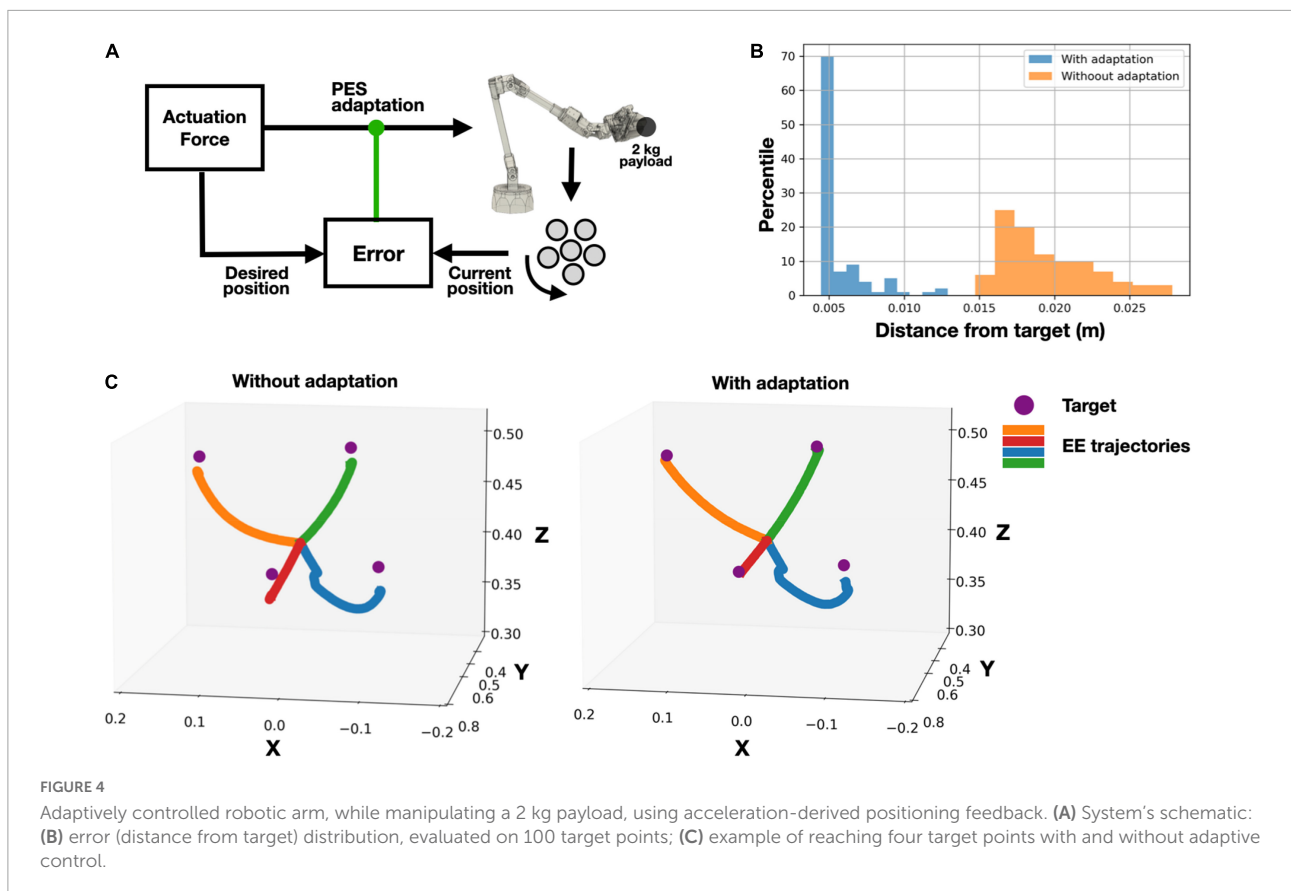 A
PES
adaptation
Actuation
Force
2 kg
payload
Error
Desired
position
Current
position
B
70
60
50
40
30
20
10
0
Percentile
With adaptation
Withoout adaptation
0.005
0.010
0.015
0.020
0.025
Distance from target (m)
C
Without adaptation
0.50
0.45
0.40
0.35
0.30
Z
0.4
0.5
0.6
0.8
Y
0.2
0.1
0.0
−0.1
−0.2
X
With adaptation
0.50
0.45
0.40
0.35
0.30
Z
0.4
0.5
0.6
0.8
Y
0.2
0.1
0.0
−0.1
−0.2
X
Target
EE trajectories
FIGURE 4
Adaptively controlled robotic arm, while manipulating a 2 kg payload, using acceleration-derived positioning feedback. (A) System's schematic:
(B) error (distance from target) distribution, evaluated on 100 target points; (C) example of reaching four target points with and without adaptive
control.